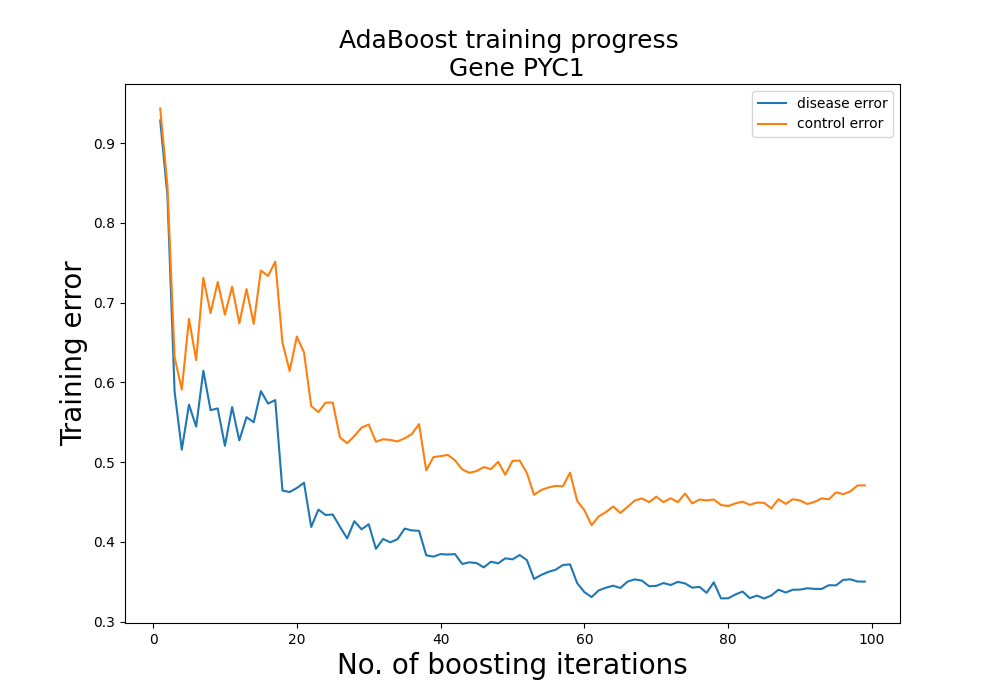 AdaBoost training progress
Gene PYC1
disease error
control error
Training error
0.9
0.8
0.7
0.6
0.5
0.4
0.3
0
20
40
60
80
100
No. of boosting iterations